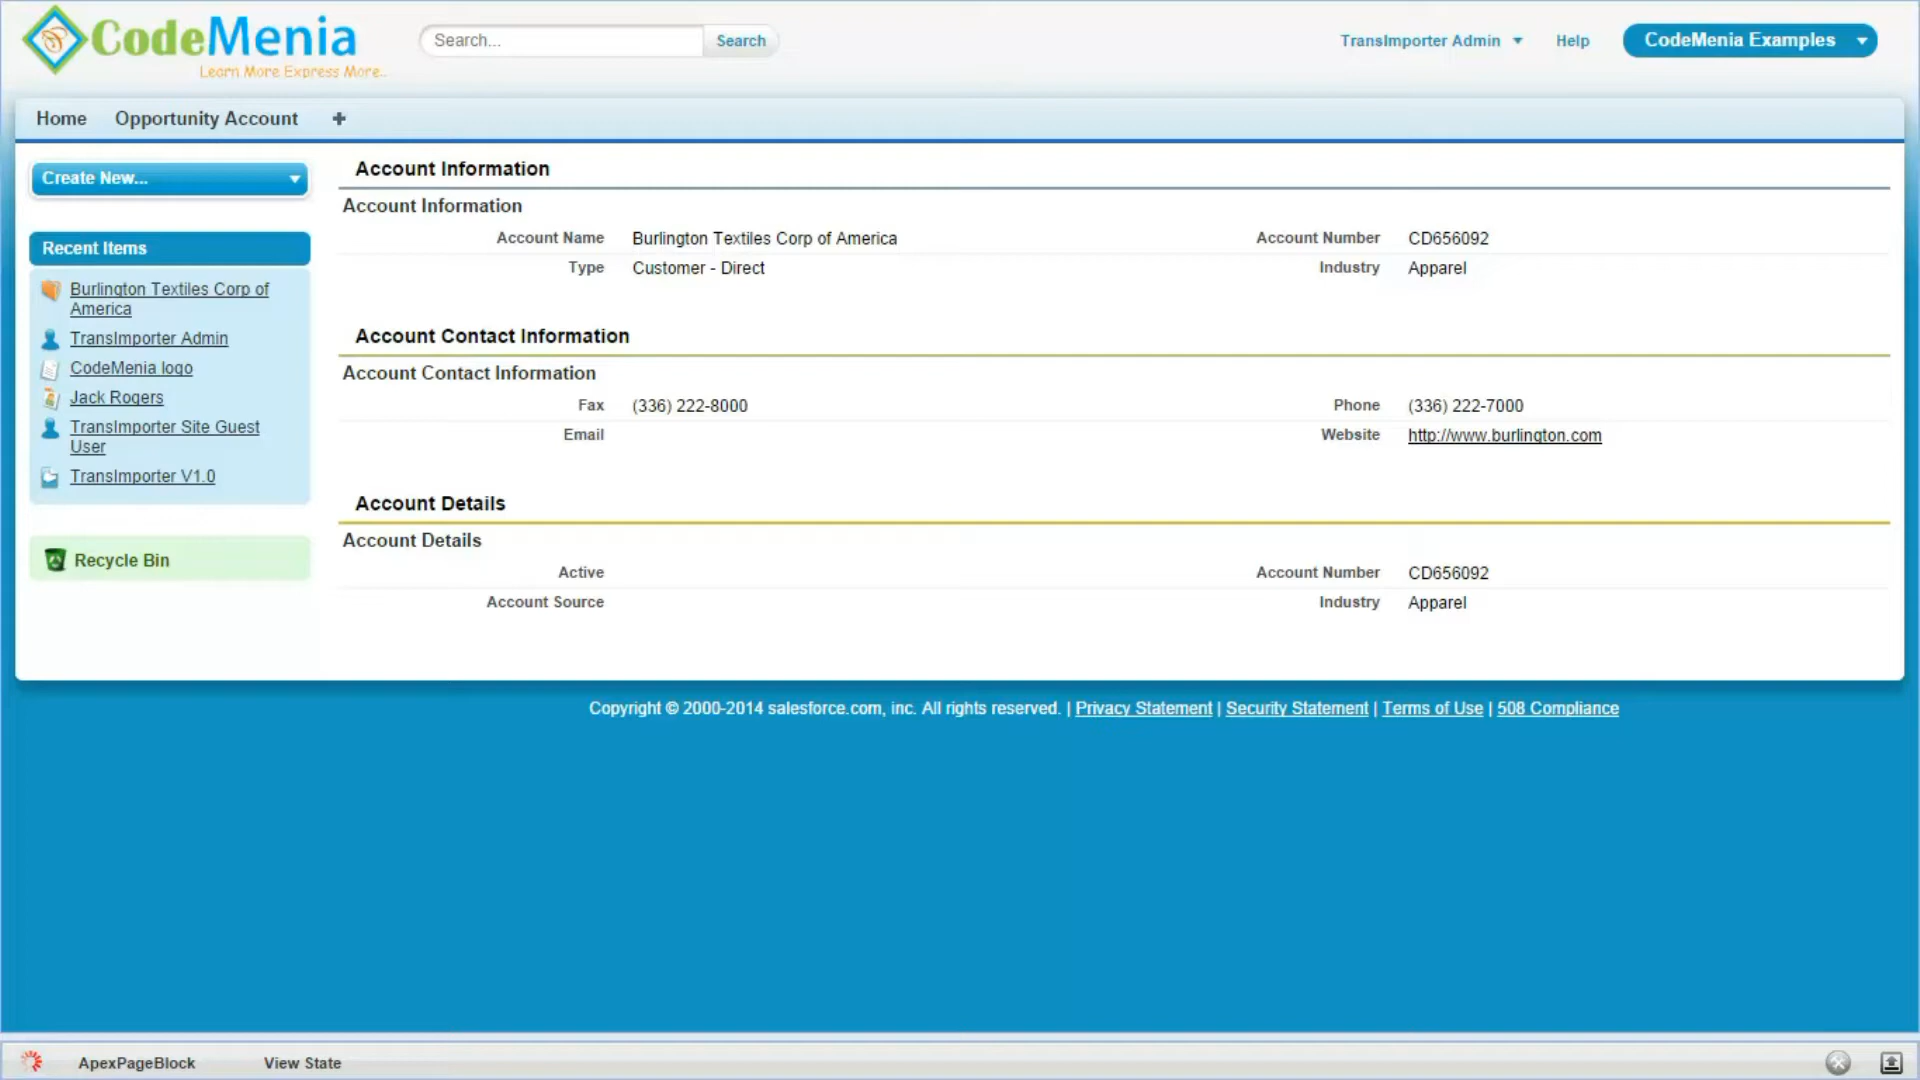 CodeMenia
Learn More Express More..
Search...
Search
TransImporter Admin
Help
CodeMenia Examples
Home
Opportunity Account
+
Create New...
Recent Items
Burlington Textiles Corp of
America
TransImporter Admin
CodeMenia logo
Jack Rogers
TransImporter Site Guest
User
TransImporter V1.0
Recycle Bin
Account Information
Account Information
Account Name Burlington Textiles Corp of America Account Number CD656092
Type Customer - Direct Industry Apparel
Account Contact Information
Account Contact Information
Fax (336) 222-8000 Phone (336) 222-7000
Email Website http://www.burlington.com
Account Details
Account Details
Active Account Number CD656092
Account Source Industry Apparel
Copyright © 2000-2014 salesforce.com, inc. All rights reserved. | Privacy Statement | Security Statement | Terms of Use | 508 Compliance
ApexPageBlock View State